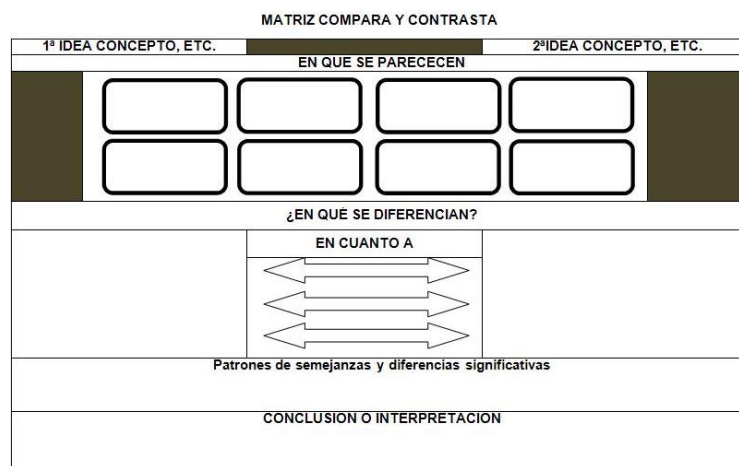 MATRIZ COMPARA Y CONTRASTA
1ª IDEA CONCEPTO, ETC.
2ªIDEA CONCEPTO, ETC.
EN QUE SE PARECECEN
¿EN QUÉ SE DIFERENCIAN?
EN CUANTO A
Patrones de semejanzas y diferencias significativas
CONCLUSION O INTERPRETACION